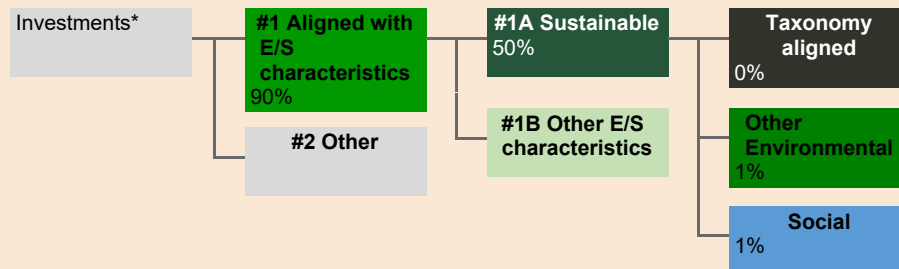 Investments*
#1 Aligned with
E/S
characteristics
90%
#2 Other
#1A Sustainable
50%
#1B Other E/S
characteristics
Taxonomy
aligned
0%
Other
Environmental
1%
Social
1%